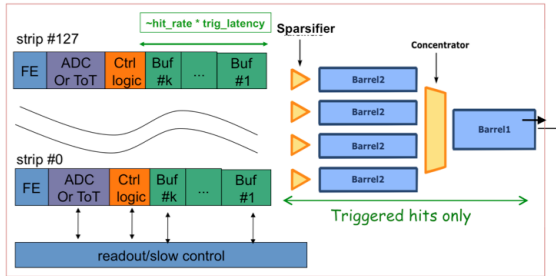 ~hit_rate * trig_latency
strip #127
FE
ADC
Or ToT
Ctrl
logic
Buf
#k
...
Buf
#1
Sparsifier
Concentrator
Barrel2
Barrel2
Barrel2
Barrel2
Barrel1
strip #0
FE
ADC
Or ToT
Ctrl
logic
Buf
#k
...
Buf
#1
Triggered hits only
readout/slow control